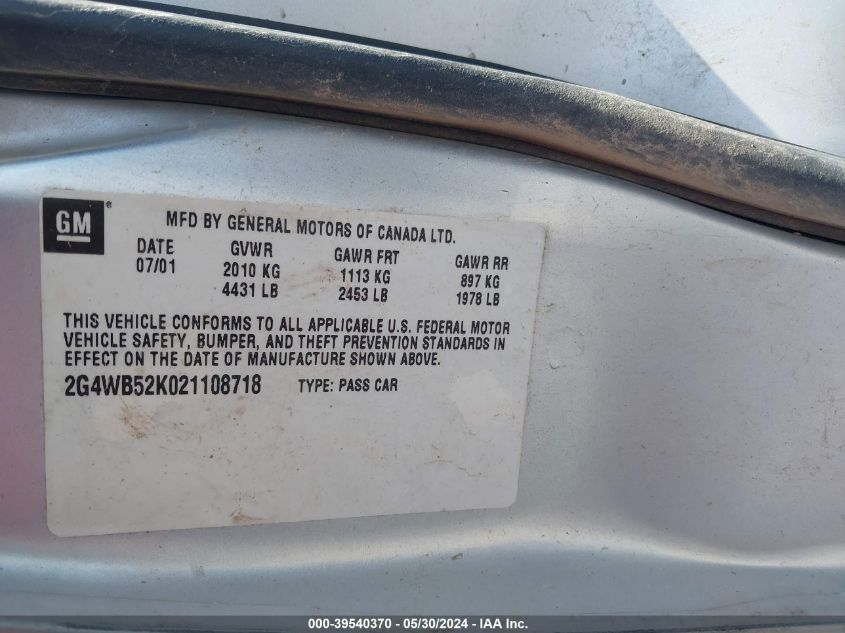 GM ®
MFD BY GENERAL MOTORS OF CANADA LTD.
DATE GVWR GAWR FRT GAWR RR
07/01 2010 KG 1113 KG 897 KG
4431 LB 2453 LB 1978 LB
THIS VEHICLE CONFORMS TO ALL APPLICABLE U.S. FEDERAL MOTOR
VEHICLE SAFETY, BUMPER, AND THEFT PREVENTION STANDARDS IN
EFFECT ON THE DATE OF MANUFACTURE SHOWN ABOVE.
2G4WB52K021108718 TYPE: PASS CAR
000-39540370 - 05/30/2024 - IAA Inc.